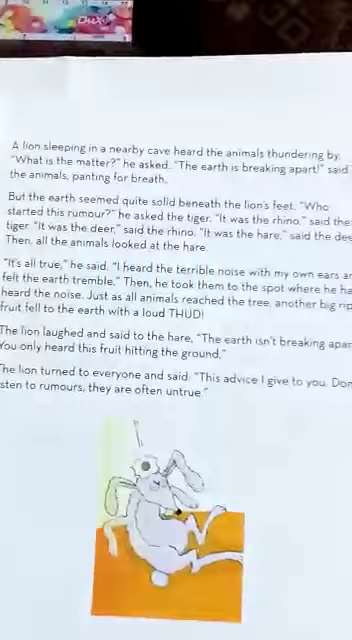 Dux
A lion sleeping in a nearby cave heard the animals thundering by.
"What is the matter?" he asked. "The earth is breaking apart!" said
the animals, panting for breath.
But the earth seemed quite solid beneath the lion's feet. "Who
started this rumour?" he asked the tiger. "It was the rhino," said the
tiger. "It was the deer," said the rhino. "It was the hare," said the
Then, all the animals looked at the hare.
"It's all true," he said. "I heard the terrible noise with my own ears
felt the earth tremble." Then, he took them to the spot where he
heard the noise. Just as all animals reached the tree, another big
fruit fell to the earth with a loud THUD!
The lion laughed and said to the hare, "The earth isn't breaking
You only heard this fruit hitting the ground."
The lion turned to everyone and said: "This advice I give to you.
to rumours, they are often untrue."